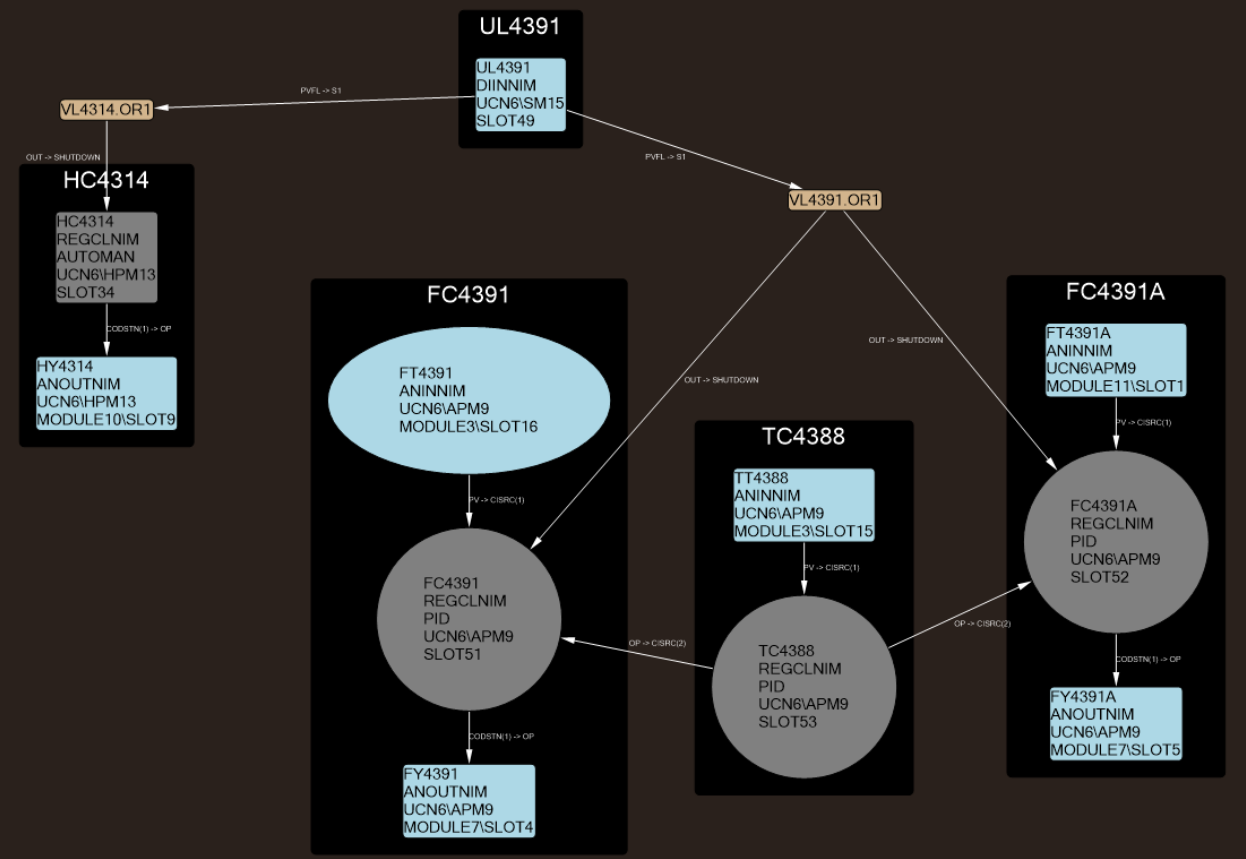 UL4391
UL4391
DIINNIM
UCN6\SM15
SLOT49
PVFL -> S1
VL4314.OR1
OUT -> SHUTDOWN
HC4314
HC4314
REGCLNIM
AUTOMAN
UCN6\HPM13
SLOT34
CODSTN(1) -> OP
HY4314
ANOUTNIM
UCN6\HPM13
MODULE10\SLOT9
PVFL -> S1
VL4391.OR1
OUT -> SHUTDOWN
OUT -> SHUTDOWN
FC4391
FT4391
ANINNIM
UCN6\APM9
MODULE3\SLOT16
PV -> CISRC(1)
FC4391
REGCLNIM
PID
UCN6\APM9
SLOT51
CODSTN(1) -> OP
FY4391
ANOUTNIM
UCN6\APM9
MODULE7\SLOT4
TC4388
TT4388
ANINNIM
UCN6\APM9
MODULE3\SLOT15
PV -> CISRC(1)
TC4388
REGCLNIM
PID
UCN6\APM9
SLOT53
OP -> CISRC(2)
OP -> CISRC(2)
FC4391A
FT4391A
ANINNIM
UCN6\APM9
MODULE11\SLOT1
PV -> CISRC(1)
FC4391A
REGCLNIM
PID
UCN6\APM9
SLOT52
CODSTN(1) -> OP
FY4391A
ANOUTNIM
UCN6\APM9
MODULE7\SLOT5